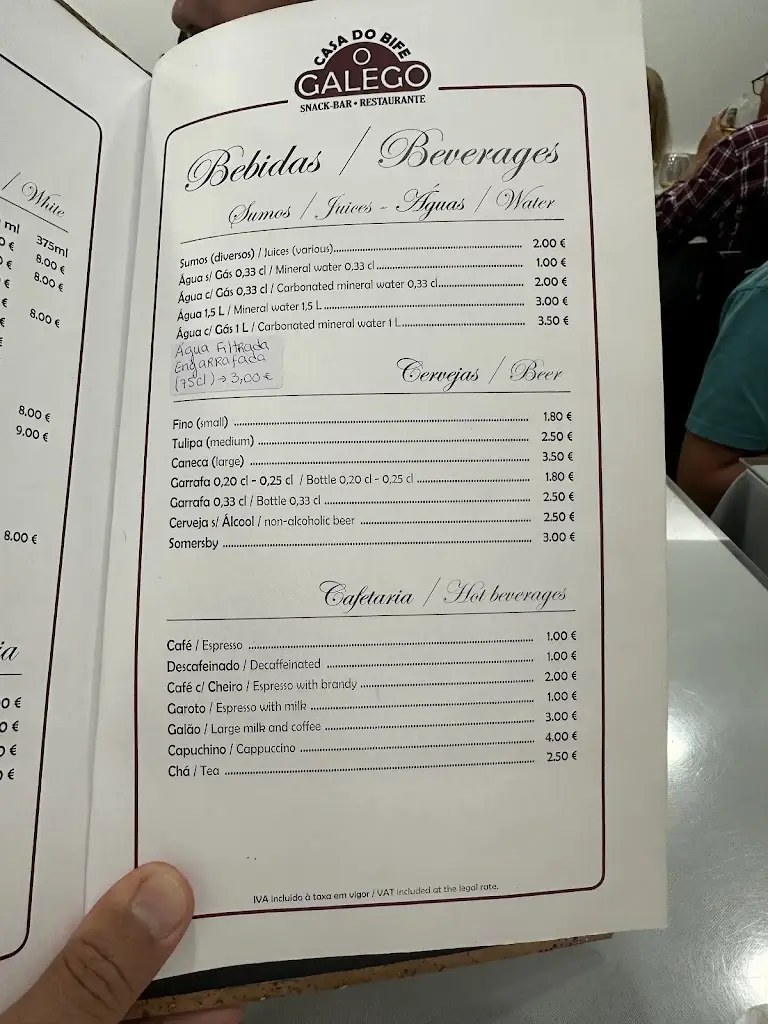 CASA DO BIFE
O
GALEGO
SNACK-BAR • RESTAURANTE
Bebidas / Beverages
Sumos / Juices - Águas / Water
Sumos (diversos) / Juices (various) 2.00 €
Água s/ Gás 0,33 cl / Mineral water 0,33 cl 1.00 €
Água c/ Gás 0,33 cl / Carbonated mineral water 0,33 cl 2.00 €
Água 1,5 L / Mineral water 1,5 L 3.00 €
Água c/ Gás 1 L / Carbonated mineral water 1 L 3.50 €
Água Filtrada
Engarrafada
(75cl) → 3,00 €
Cervejas / Beer
Fino (small) 1.80 €
Tulipa (medium) 2.50 €
Caneca (large) 3.50 €
Garrafa 0,20 cl - 0,25 cl / Bottle 0,20 cl - 0,25 cl 1.80 €
Garrafa 0,33 cl / Bottle 0,33 cl 2.50 €
Cerveja s/ Álcool / non-alcoholic beer 2.50 €
Somersby 3.00 €
Cafetaria / Hot beverages
Café / Espresso 1.00 €
Descafeinado / Decaffeinated 1.00 €
Café c/ Cheiro / Espresso with brandy 2.00 €
Garoto / Espresso with milk 1.00 €
Galão / Large milk and coffee 3.00 €
Capuchino / Cappuccino 4.00 €
Chá / Tea 2.50 €
IVA incluído à taxa em vigor / VAT included at the legal rate.
/ White
ml 375ml
€ 8.00 €
€ 8.00 €
€ 8.00 €
€
8.00 €
9.00 €
8.00 €
0 €
0 €
€
€